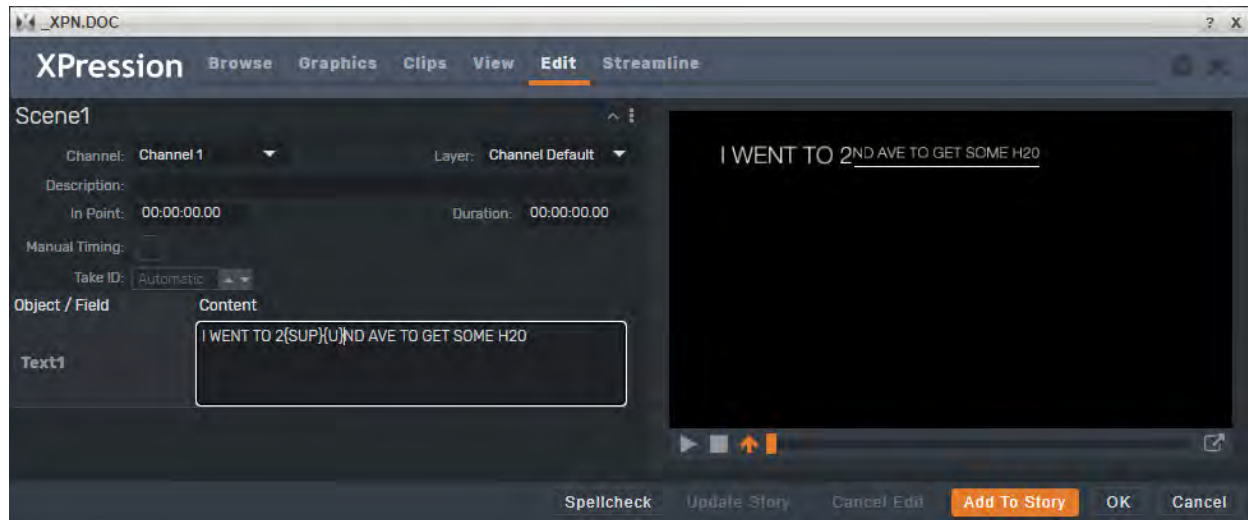 _XPN.DOC ? X
XPression Browse Graphics Clips View Edit Streamline
Scene1
Channel: Channel 1 Layer: Channel Default
Description:
In Point: 00:00:00.00 Duration: 00:00:00.00
Manual Timing:
Take ID: Automatic
Object / Field Content
Text1 I WENT TO 2{SUP}{U}ND AVE TO GET SOME H20
I WENT TO 2ND AVE TO GET SOME H20
Spellcheck Update Story Cancel Edit Add To Story OK Cancel